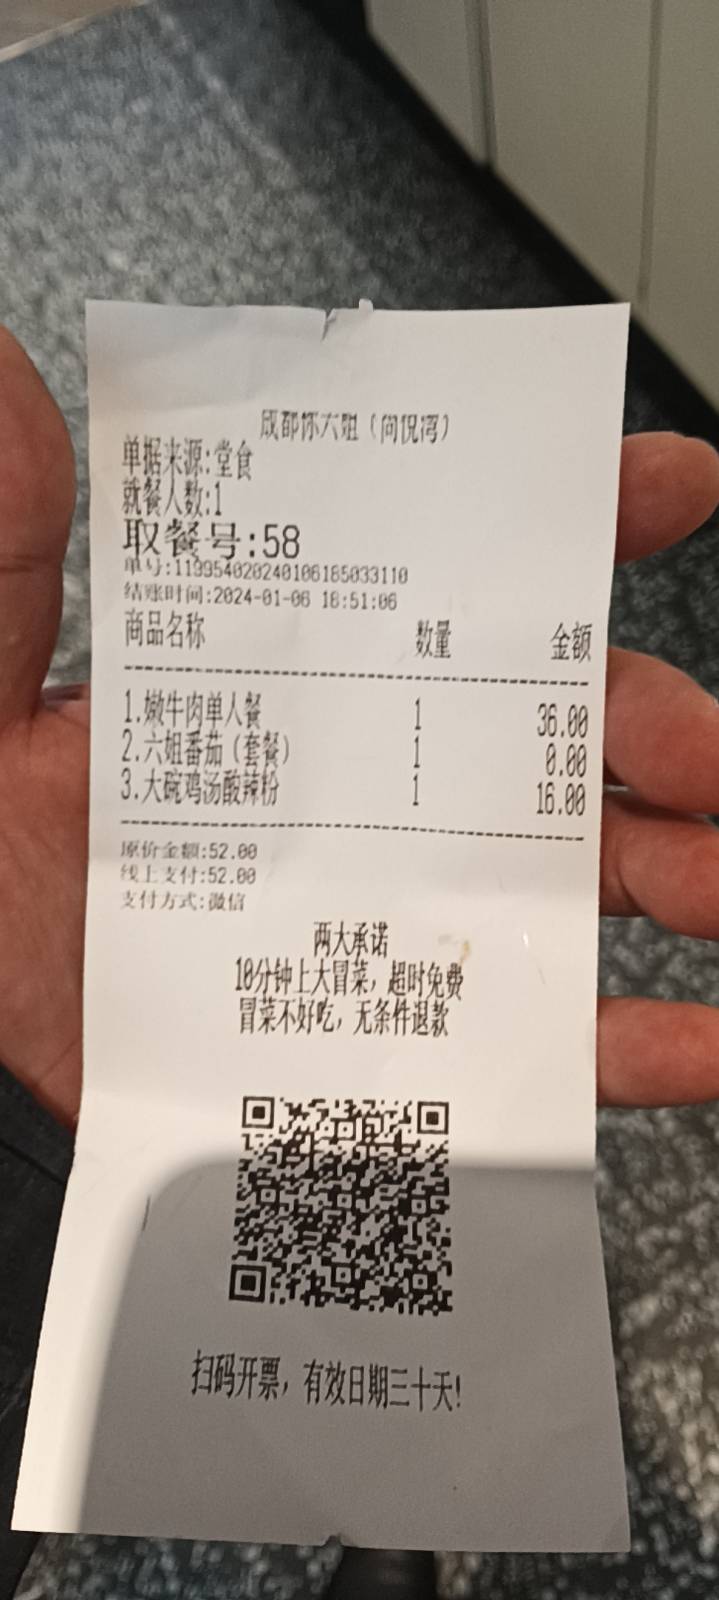 成都你六姐（问倪湾）
单据来源:堂食
就餐人数:1
取餐号:58
单号:119954020240106185033110
结账时间:2024-01-06 18:51:06
商品名称 数量 金额
1.嫩牛肉单人餐 1 36.00
2.六姐番茄(套餐) 1 0.00
3.大碗鸡汤酸辣粉 1 16.00
原价金额:52.00
线上支付:52.00
支付方式:微信
两大承诺
10分钟上大冒菜，超时免费
冒菜不好吃，无条件退款
扫码开票，有效日期三十天!